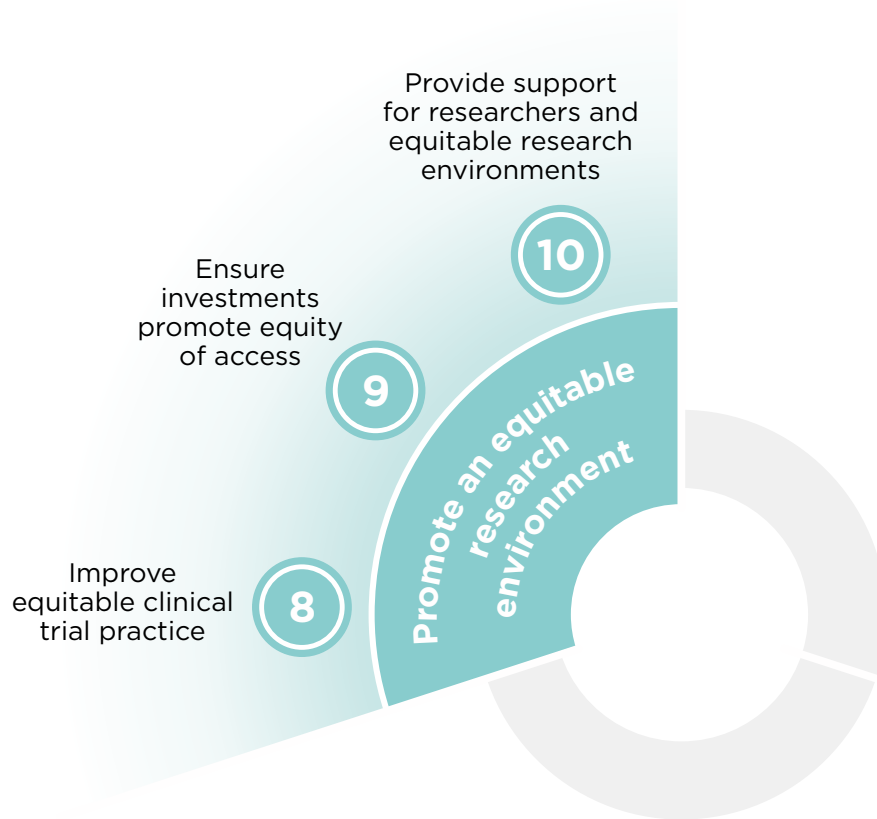 Provide support
for researchers and
equitable research
environments
10
Ensure
investments
promote equity
of access
9
Improve
equitable clinical
trial practice
8
Promote an equitable
research
environment